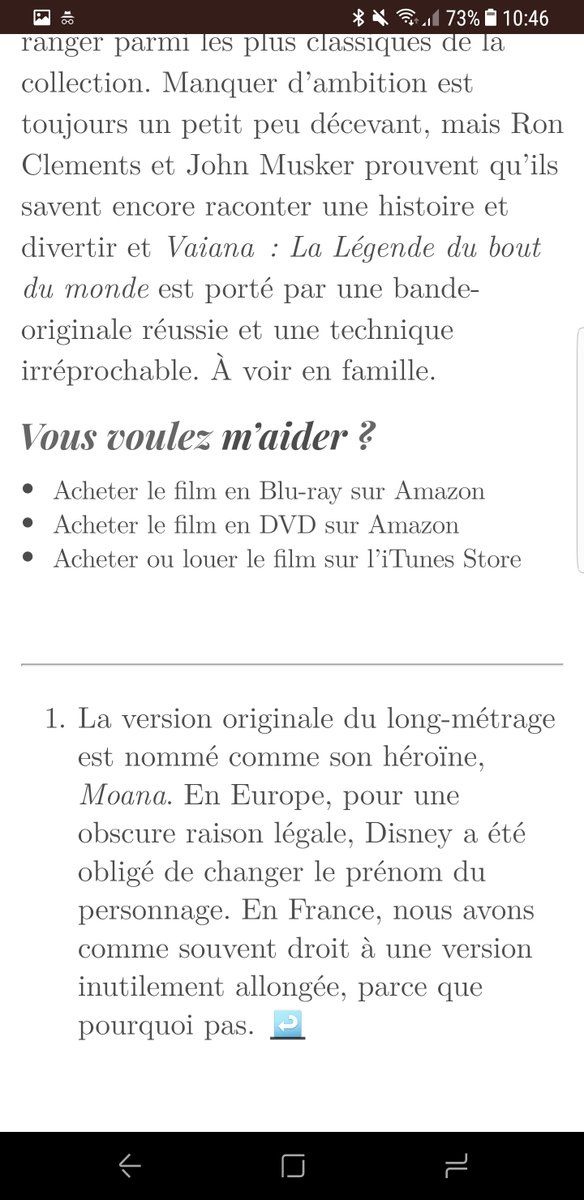 73% 10:46
ranger parmi les plus classiques de la
collection. Manquer d’ambition est
toujours un petit peu décevant, mais Ron
Clements et John Musker prouvent qu’ils
savent encore raconter une histoire et
divertir et Vaiana : La Légende du bout
du monde est porté par une bande-
originale réussie et une technique
irréprochable. À voir en famille.
Vous voulez m’aider ?
• Acheter le film en Blu-ray sur Amazon
• Acheter le film en DVD sur Amazon
• Acheter ou louer le film sur l’iTunes Store
1. La version originale du long-métrage
est nommé comme son héroïne,
Moana. En Europe, pour une
obscure raison légale, Disney a été
obligé de changer le prénom du
personnage. En France, nous avons
comme souvent droit à une version
inutilement allongée, parce que
pourquoi pas.